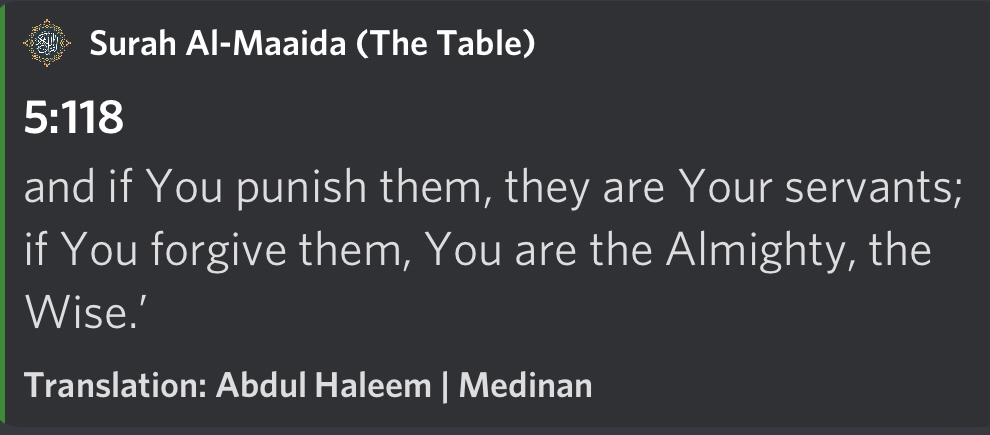 Surah Al-Maaida (The Table)
5:118
and if You punish them, they are Your servants;
if You forgive them, You are the Almighty, the
Wise.’
Translation: Abdul Haleem | Medinan